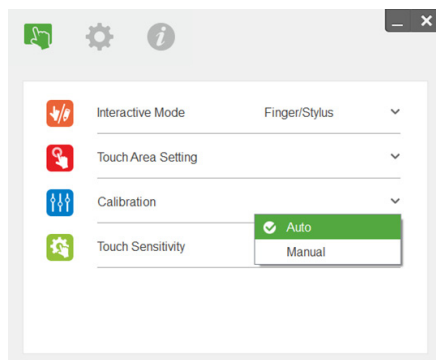 Interactive Mode Finger/Stylus
Touch Area Setting
Calibration
Auto
Touch Sensitivity
Manual